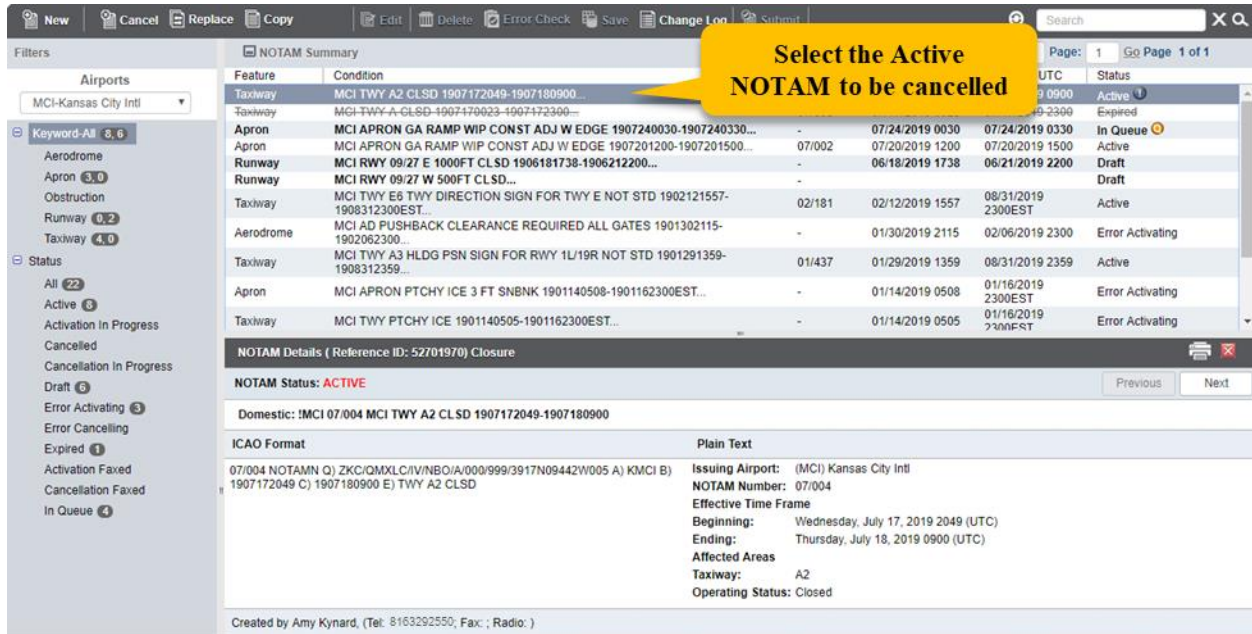 New Cancel Replace Copy Edit Delete Error Check Save Change Log Submit Search
Filters NOTAM Summary Page: 1 Go Page 1 of 1
Select the Active
NOTAM to be cancelled
Airports
MCI-Kansas City Intl
Keyword-All 8,6
Aerodrome
Apron 3,0
Obstruction
Runway 0,2
Taxiway 4,0
Status
All 22
Active 8
Activation In Progress
Cancelled
Cancellation In Progress
Draft 6
Error Activating 3
Error Cancelling
Expired 1
Activation Faxed
Cancellation Faxed
In Queue 4
Feature Condition UTC Status
Taxiway MCI TWY A2 CLSD 1907172049-1907180900... 0900 Active 1
Taxiway MCI TWY A CLSD 1907170023-1907172300... 2300 Expired
Apron MCI APRON GA RAMP WIP CONST ADJ W EDGE 1907240030-1907240330... - 07/24/2019 0030 07/24/2019 0330 In Queue Q
Apron MCI APRON GA RAMP WIP CONST ADJ W EDGE 1907201200-1907201500... 07/002 07/20/2019 1200 07/20/2019 1500 Active
Runway MCI RWY 09/27 E 1000FT CLSD 1906181738-1906212200... - 06/18/2019 1738 06/21/2019 2200 Draft
Runway MCI RWY 09/27 W 500FT CLSD... - Draft
Taxiway MCI TWY E6 TWY DIRECTION SIGN FOR TWY E NOT STD 1902121557-
1908312300EST... 02/181 02/12/2019 1557 08/31/2019
2300EST Active
Aerodrome MCI AD PUSHBACK CLEARANCE REQUIRED ALL GATES 1901302115-
1902062300... - 01/30/2019 2115 02/06/2019 2300 Error Activating
Taxiway MCI TWY A3 HLDG PSN SIGN FOR RWY 1L/19R NOT STD 1901291359-
1908312359... 01/437 01/29/2019 1359 08/31/2019 2359 Active
Apron MCI APRON PTCHY ICE 3 FT SNBNK 1901140508-1901162300EST... - 01/14/2019 0508 01/16/2019
2300EST Error Activating
Taxiway MCI TWY PTCHY ICE 1901140505-1901162300EST... - 01/14/2019 0505 01/16/2019
2300EST Error Activating
NOTAM Details ( Reference ID: 52701970) Closure
NOTAM Status: ACTIVE Previous Next
Domestic: !MCI 07/004 MCI TWY A2 CLSD 1907172049-1907180900
ICAO Format Plain Text
07/004 NOTAMN Q) ZKC/QMXLC/IV/NBO/A/000/999/3917N09442W005 A) KMCI B)
1907172049 C) 1907180900 E) TWY A2 CLSD
Issuing Airport: (MCI) Kansas City Intl
NOTAM Number: 07/004
Effective Time Frame
Beginning: Wednesday, July 17, 2019 2049 (UTC)
Ending: Thursday, July 18, 2019 0900 (UTC)
Affected Areas
Taxiway: A2
Operating Status: Closed
Created by Amy Kynard, (Tel: 8163292550; Fax: ; Radio: )